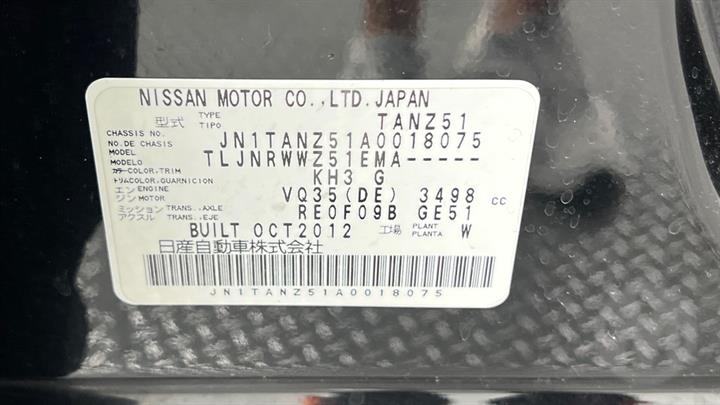 NISSAN MOTOR CO.,LTD.JAPAN
型式 TYPE TIPO TANZ51
CHASSIS NO. NO.DE CHASIS JN1TANZ51A0018075
MODEL MODELO TLJNRWWZ51EMA-----
カラー COLOR,TRIM トリム COLOR,GUARNICION KH3 G
エンジン ENGINE MOTOR VQ35(DE) 3498 CC
ミッション TRANS.,AXLE アクスル TRANS.,EJE RE0F09B GE51
BUILT OCT2012 工場 PLANT PLANTA W
日産自動車株式会社
JN1TANZ51A0018075